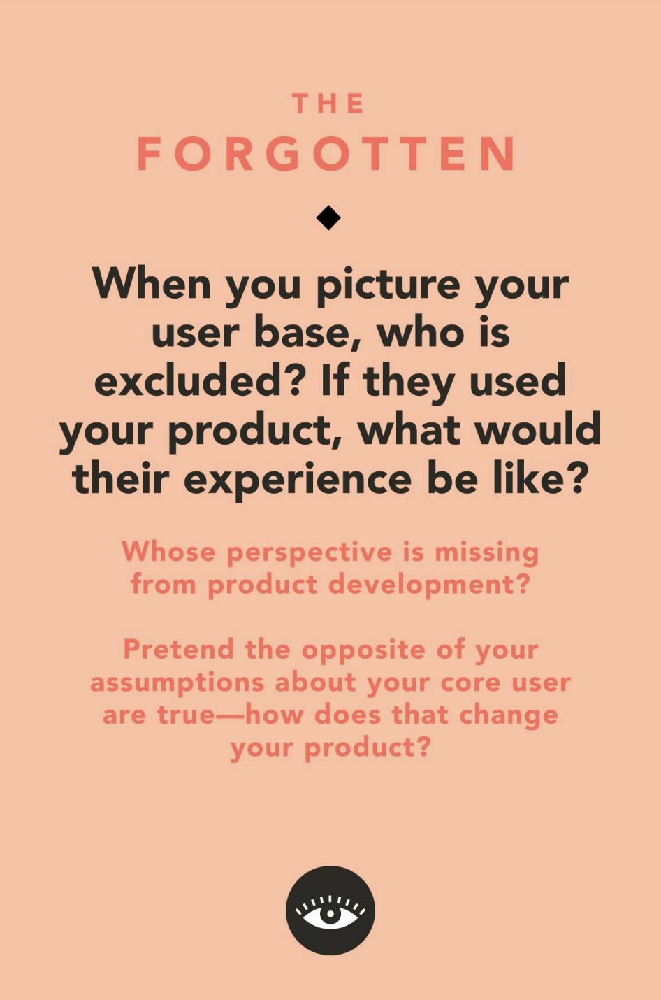 THE
FORGOTTEN
When you picture your
user base, who is
excluded? If they used
your product, what would
their experience be like?
Whose perspective is missing
from product development?
Pretend the opposite of your
assumptions about your core user
are true—how does that change
your product?